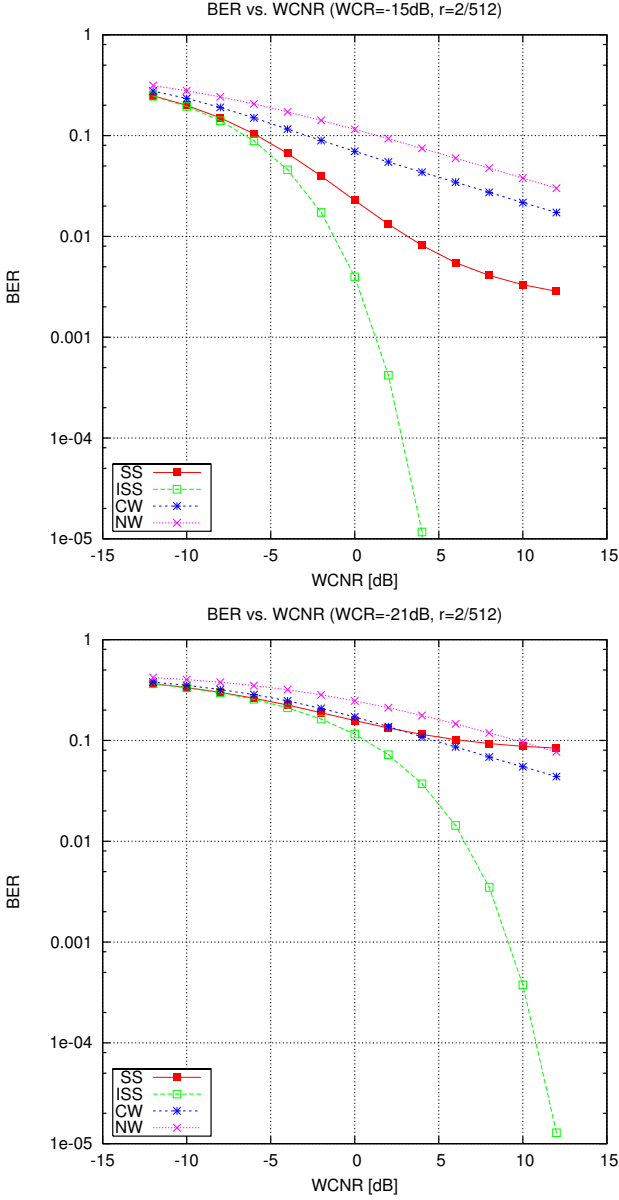 BER vs. WCNR (WCR=-15dB, r=2/512)
1
0.1
0.01
0.001
1e-04
1e-05
BER
SS
ISS
CW
NW
-15 -10 -5 0 5 10 15
WCNR [dB]
BER vs. WCNR (WCR=-21dB, r=2/512)
1
0.1
0.01
0.001
1e-04
1e-05
BER
SS
ISS
CW
NW
-15 -10 -5 0 5 10 15
WCNR [dB]